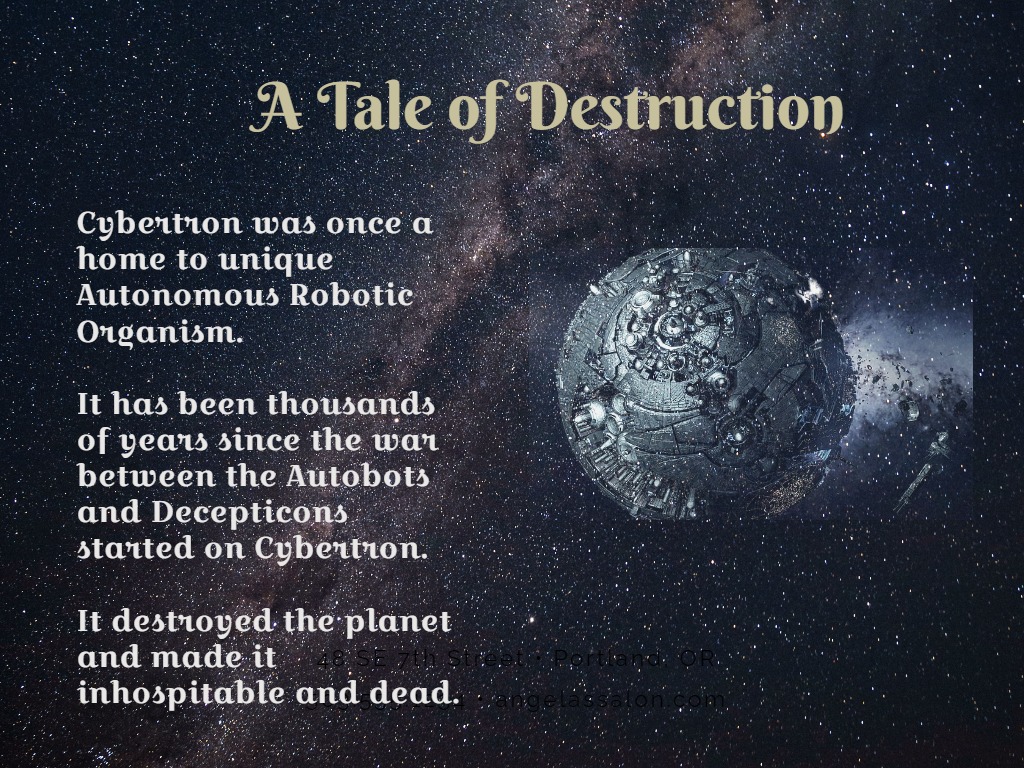 A Tale of Destruction
Cybertron was once a
home to unique
Autonomous Robotic
Organism.
It has been thousands
of years since the war
between the Autobots
and Decepticons
started on Cybertron.
It destroyed the planet
and made it
inhospitable and dead.
48 SE 7th Street • Portland, OR
• angelassalon.com